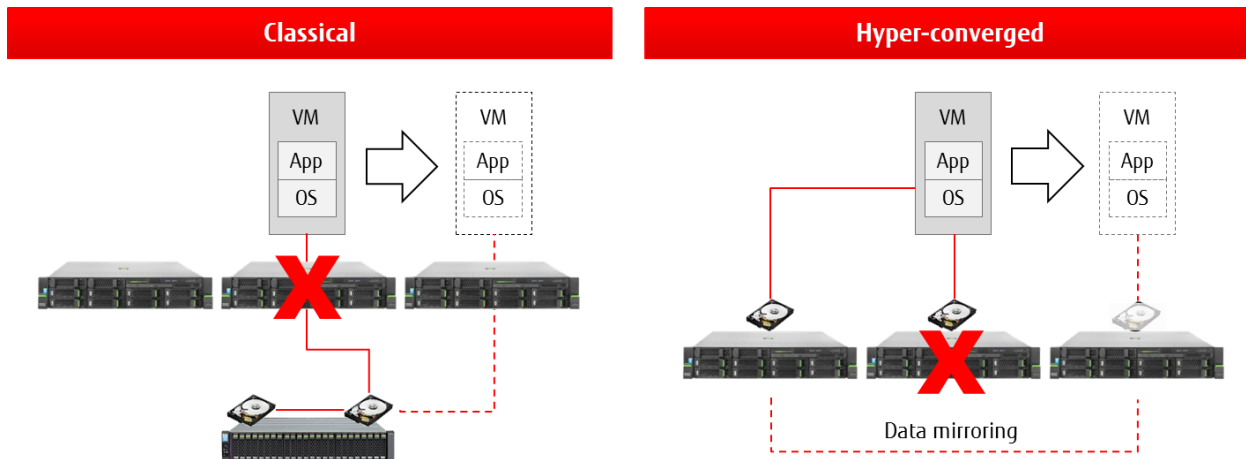 Classical
VM
App
OS
VM
App
OS
X
Hyper-converged
VM
App
OS
VM
App
OS
X
Data mirroring